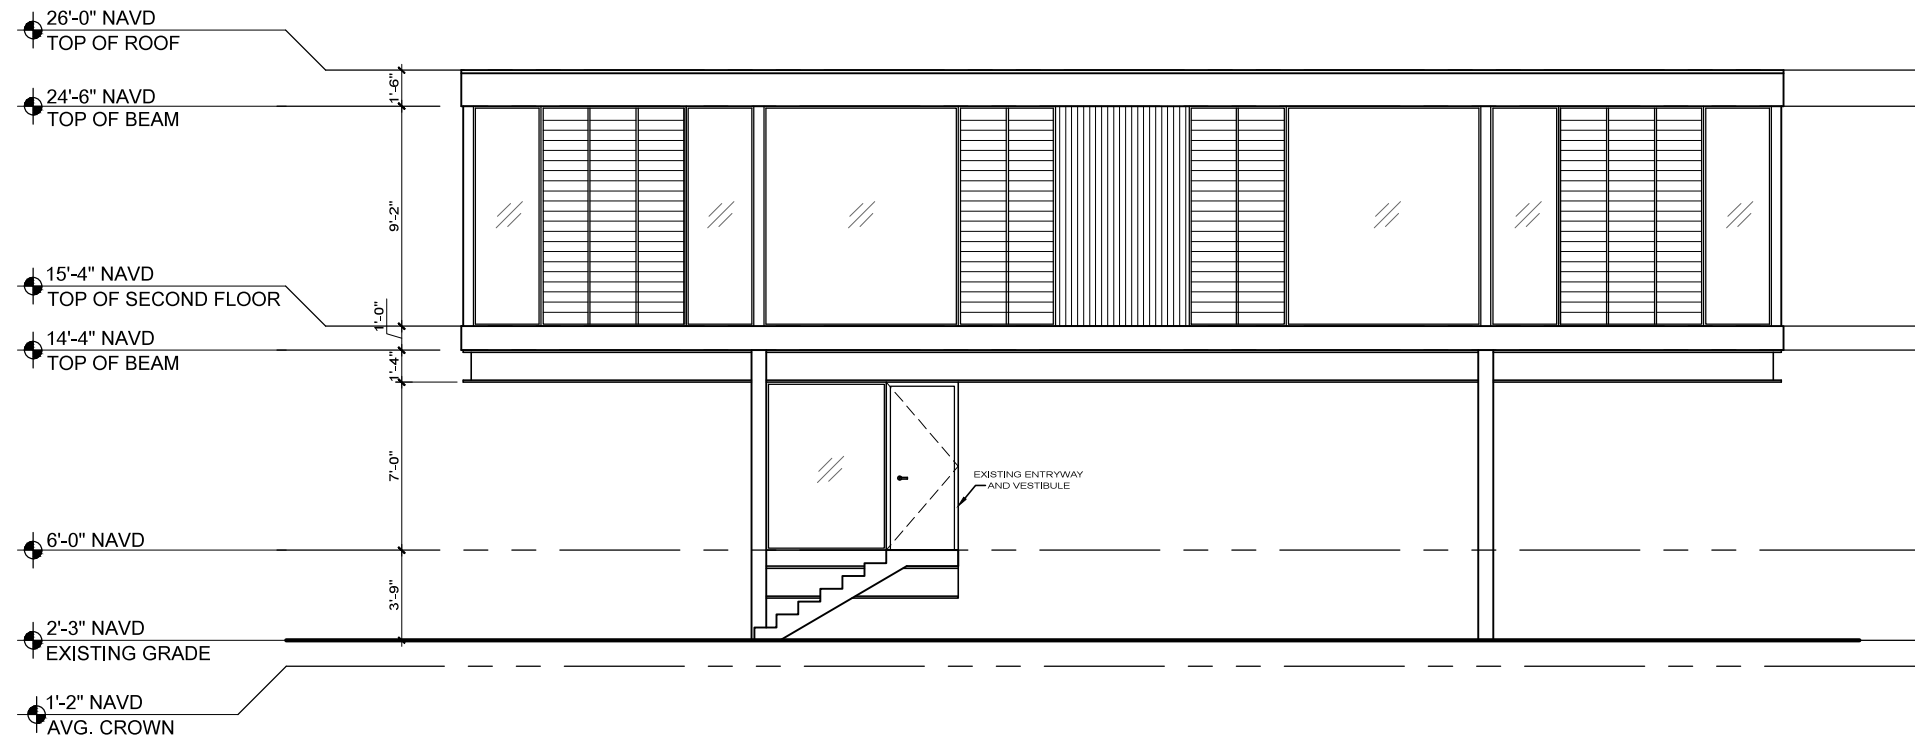 26'-0" NAVD
TOP OF ROOF
1'-6"
24'-6" NAVD
TOP OF BEAM
9'-2"
15'-4" NAVD
TOP OF SECOND FLOOR
1'-0"
14'-4" NAVD
TOP OF BEAM
1'-4"
7'-0"
EXISTING ENTRYWAY
AND VESTIBULE
6'-0" NAVD
3'-9"
2'-3" NAVD
EXISTING GRADE
1'-2" NAVD
AVG. CROWN